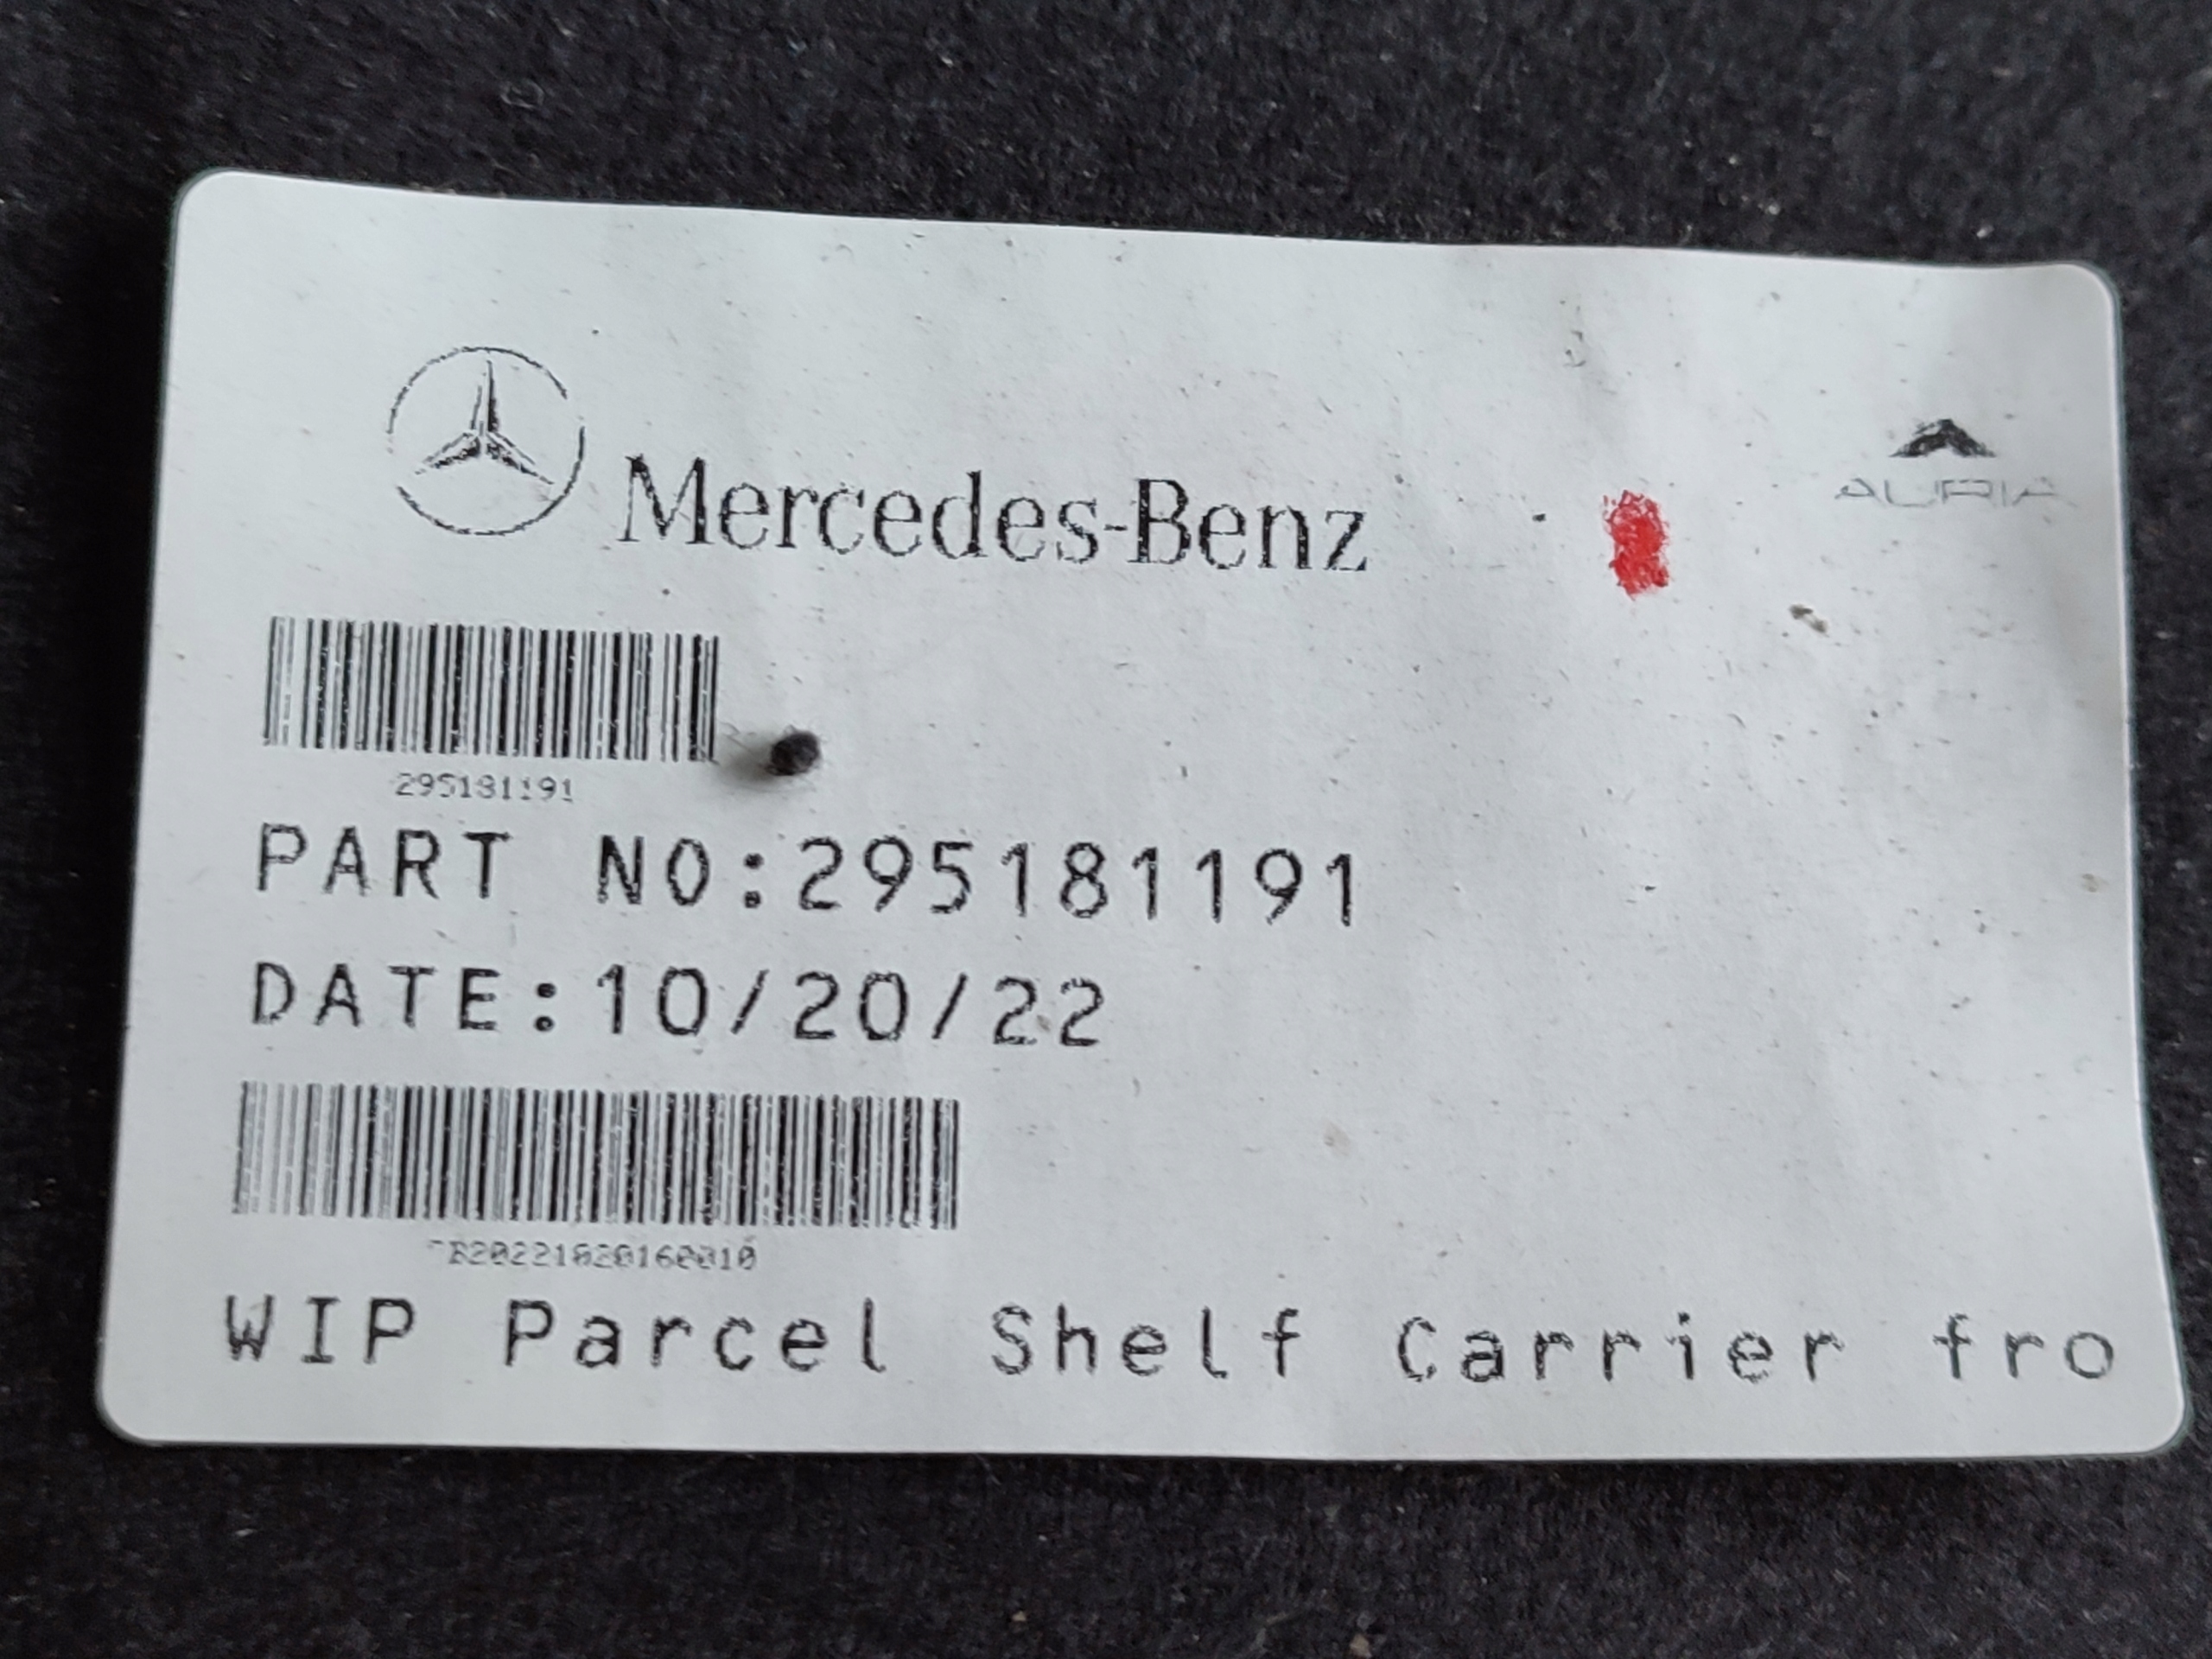 Mercedes-Benz
AURIA
295181191
PART NO:295181191
DATE:10/20/22
WIP Parcel Shelf Carrier fro